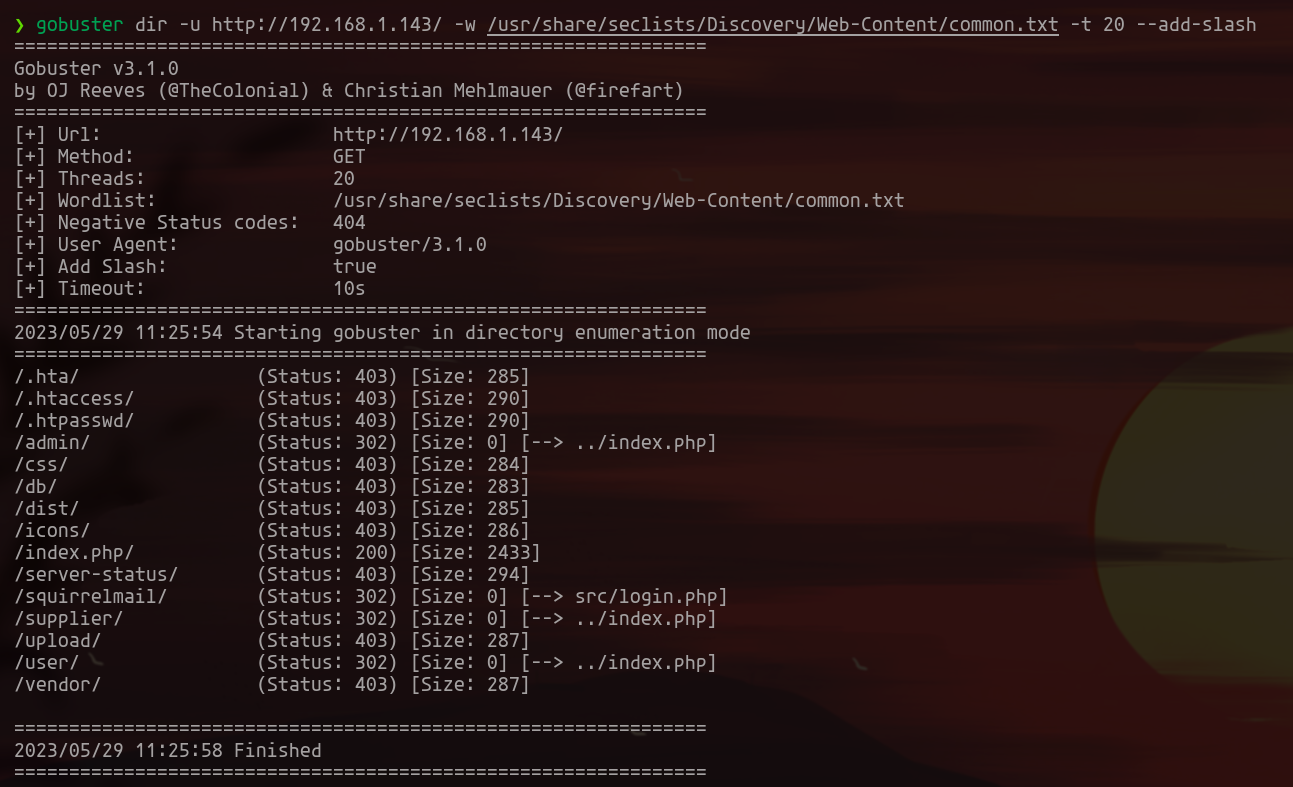 ❯ gobuster dir -u http://192.168.1.143/ -w /usr/share/seclists/Discovery/Web-Content/common.txt -t 20 --add-slash
===============================================================
Gobuster v3.1.0
by OJ Reeves (@TheColonial) & Christian Mehlmauer (@firefart)
===============================================================
[+] Url:                     http://192.168.1.143/
[+] Method:                  GET
[+] Threads:                 20
[+] Wordlist:                /usr/share/seclists/Discovery/Web-Content/common.txt
[+] Negative Status codes:   404
[+] User Agent:              gobuster/3.1.0
[+] Add Slash:               true
[+] Timeout:                 10s
===============================================================
2023/05/29 11:25:54 Starting gobuster in directory enumeration mode
===============================================================
/.hta/                (Status: 403) [Size: 285]
/.htaccess/           (Status: 403) [Size: 290]
/.htpasswd/           (Status: 403) [Size: 290]
/admin/               (Status: 302) [Size: 0] [--> ../index.php]
/css/                 (Status: 403) [Size: 284]
/db/                  (Status: 403) [Size: 283]
/dist/                (Status: 403) [Size: 285]
/icons/               (Status: 403) [Size: 286]
/index.php/           (Status: 200) [Size: 2433]
/server-status/       (Status: 403) [Size: 294]
/squirrelmail/        (Status: 302) [Size: 0] [--> src/login.php]
/supplier/            (Status: 302) [Size: 0] [--> ../index.php]
/upload/              (Status: 403) [Size: 287]
/user/                (Status: 302) [Size: 0] [--> ../index.php]
/vendor/              (Status: 403) [Size: 287]
===============================================================
2023/05/29 11:25:58 Finished
===============================================================